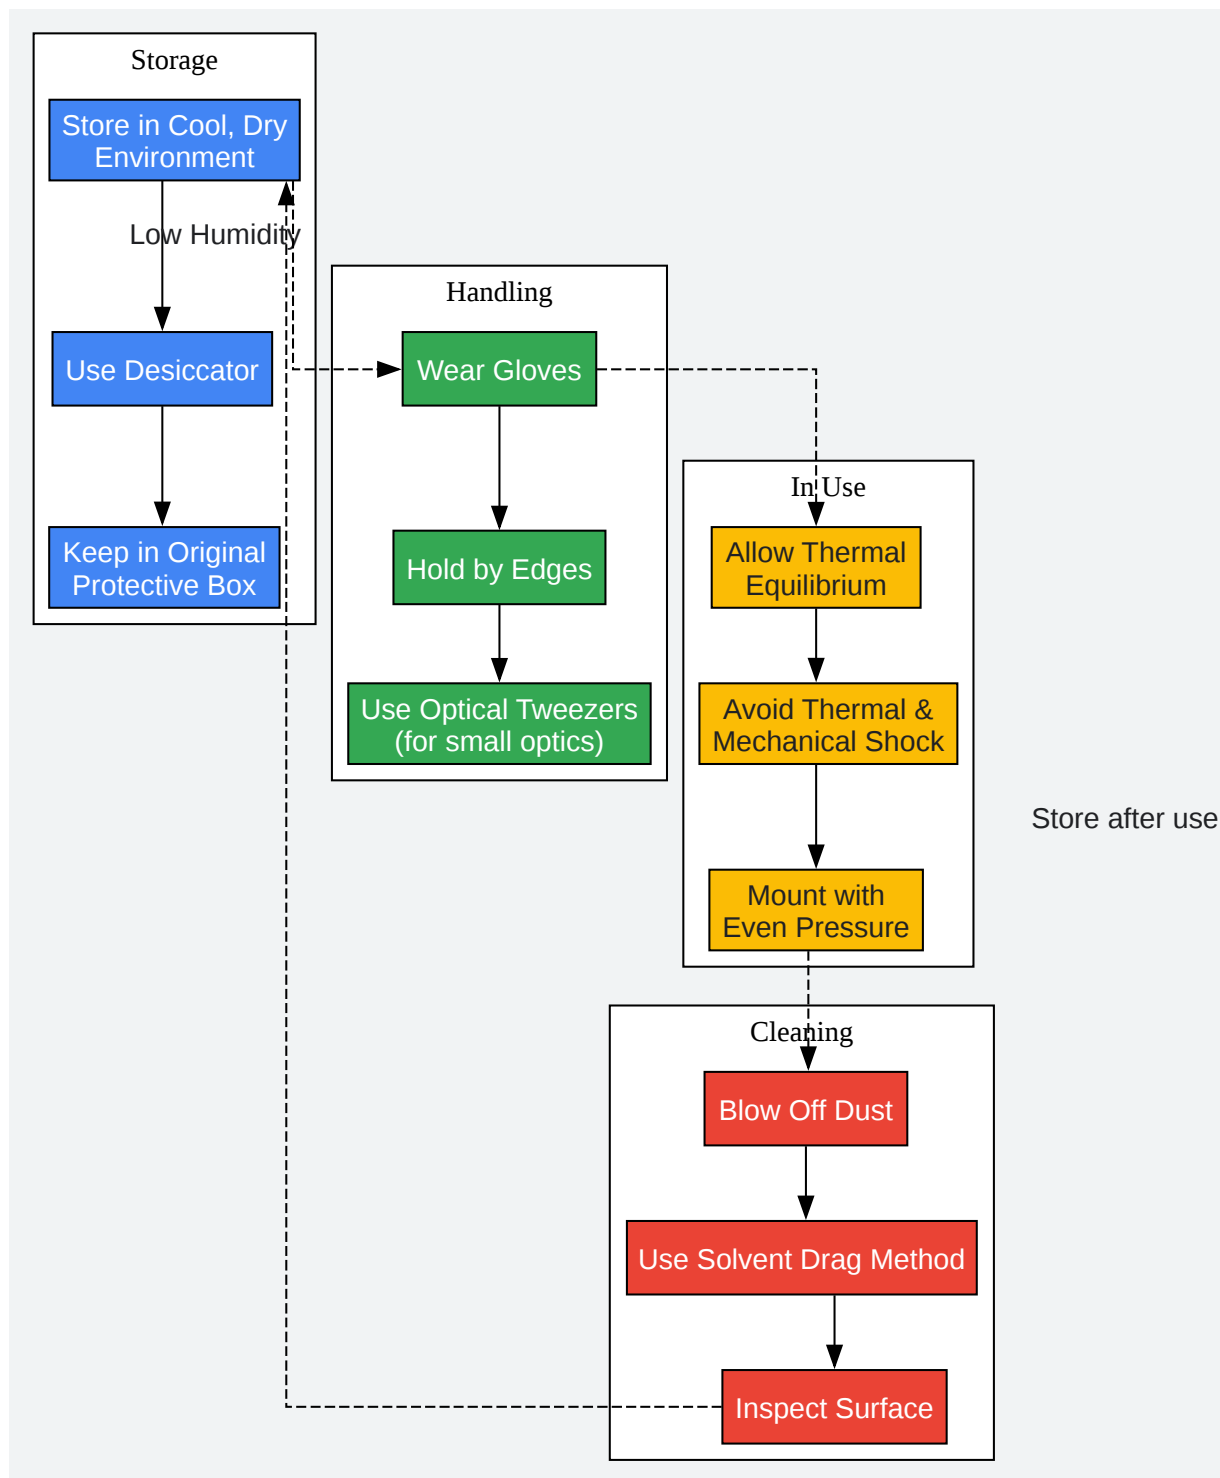 Storage
Store in Cool, Dry
Environment
Low Humidity
Use Desiccator
Keep in Original
Protective Box
Handling
Wear Gloves
Hold by Edges
Use Optical Tweezers
(for small optics)
In Use
Allow Thermal
Equilibrium
Avoid Thermal &
Mechanical Shock
Mount with
Even Pressure
Store after use
Cleaning
Blow Off Dust
Use Solvent Drag Method
Inspect Surface